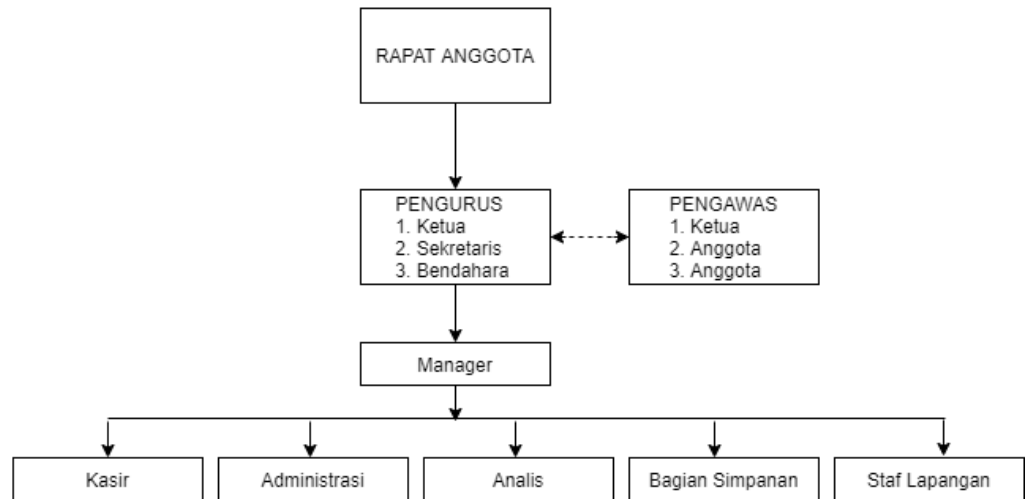 RAPAT ANGGOTA
PENGURUS
1. Ketua
2. Sekretaris
3. Bendahara
PENGAWAS
1. Ketua
2. Anggota
3. Anggota
Manager
Kasir
Administrasi
Analis
Bagian Simpanan
Staf Lapangan